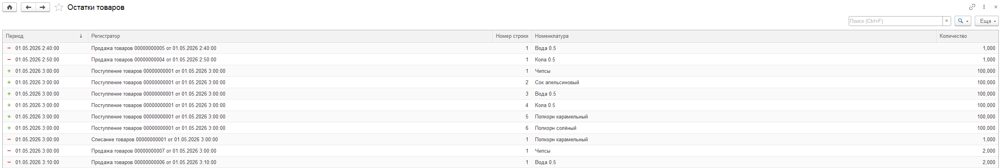 Остатки товаров
Поиск (Ctrl+F) × Еще
Период ↓ Регистратор Номер строки Номенклатура Количество
− 01.05.2026 2:40:00 Продажа товаров 00000000005 от 01.05.2026 2:40:00 1 Вода 0.5 1,000
− 01.05.2026 2:50:00 Продажа товаров 00000000004 от 01.05.2026 2:50:00 1 Кола 0.5 1,000
+ 01.05.2026 3:00:00 Поступление товаров 00000000001 от 01.05.2026 3:00:00 1 Чипсы 100,000
+ 01.05.2026 3:00:00 Поступление товаров 00000000001 от 01.05.2026 3:00:00 2 Сок апельсиновый 100,000
+ 01.05.2026 3:00:00 Поступление товаров 00000000001 от 01.05.2026 3:00:00 3 Вода 0.5 100,000
+ 01.05.2026 3:00:00 Поступление товаров 00000000001 от 01.05.2026 3:00:00 4 Кола 0.5 100,000
+ 01.05.2026 3:00:00 Поступление товаров 00000000001 от 01.05.2026 3:00:00 5 Попкорн карамельный 100,000
+ 01.05.2026 3:00:00 Поступление товаров 00000000001 от 01.05.2026 3:00:00 6 Попкорн солёный 100,000
− 01.05.2026 3:00:00 Списание товаров 00000000001 от 01.05.2026 3:00:00 1 Попкорн карамельный 1,000
− 01.05.2026 3:00:00 Продажа товаров 00000000007 от 01.05.2026 3:00:00 1 Чипсы 2,000
− 01.05.2026 3:10:00 Продажа товаров 00000000006 от 01.05.2026 3:10:00 1 Вода 0.5 2,000